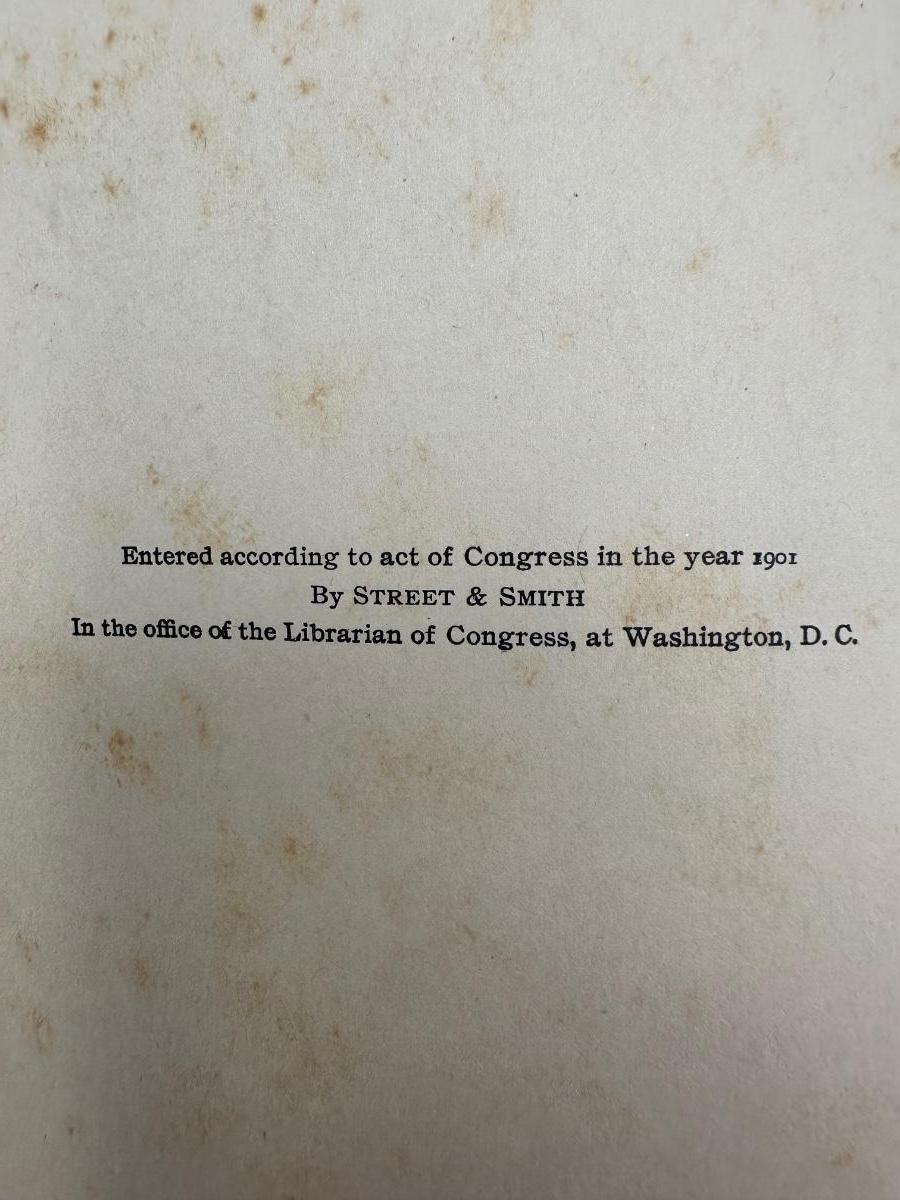 Entered according to act of Congress in the year 1901
By STREET & SMITH
In the office of the Librarian of Congress, at Washington, D. C.